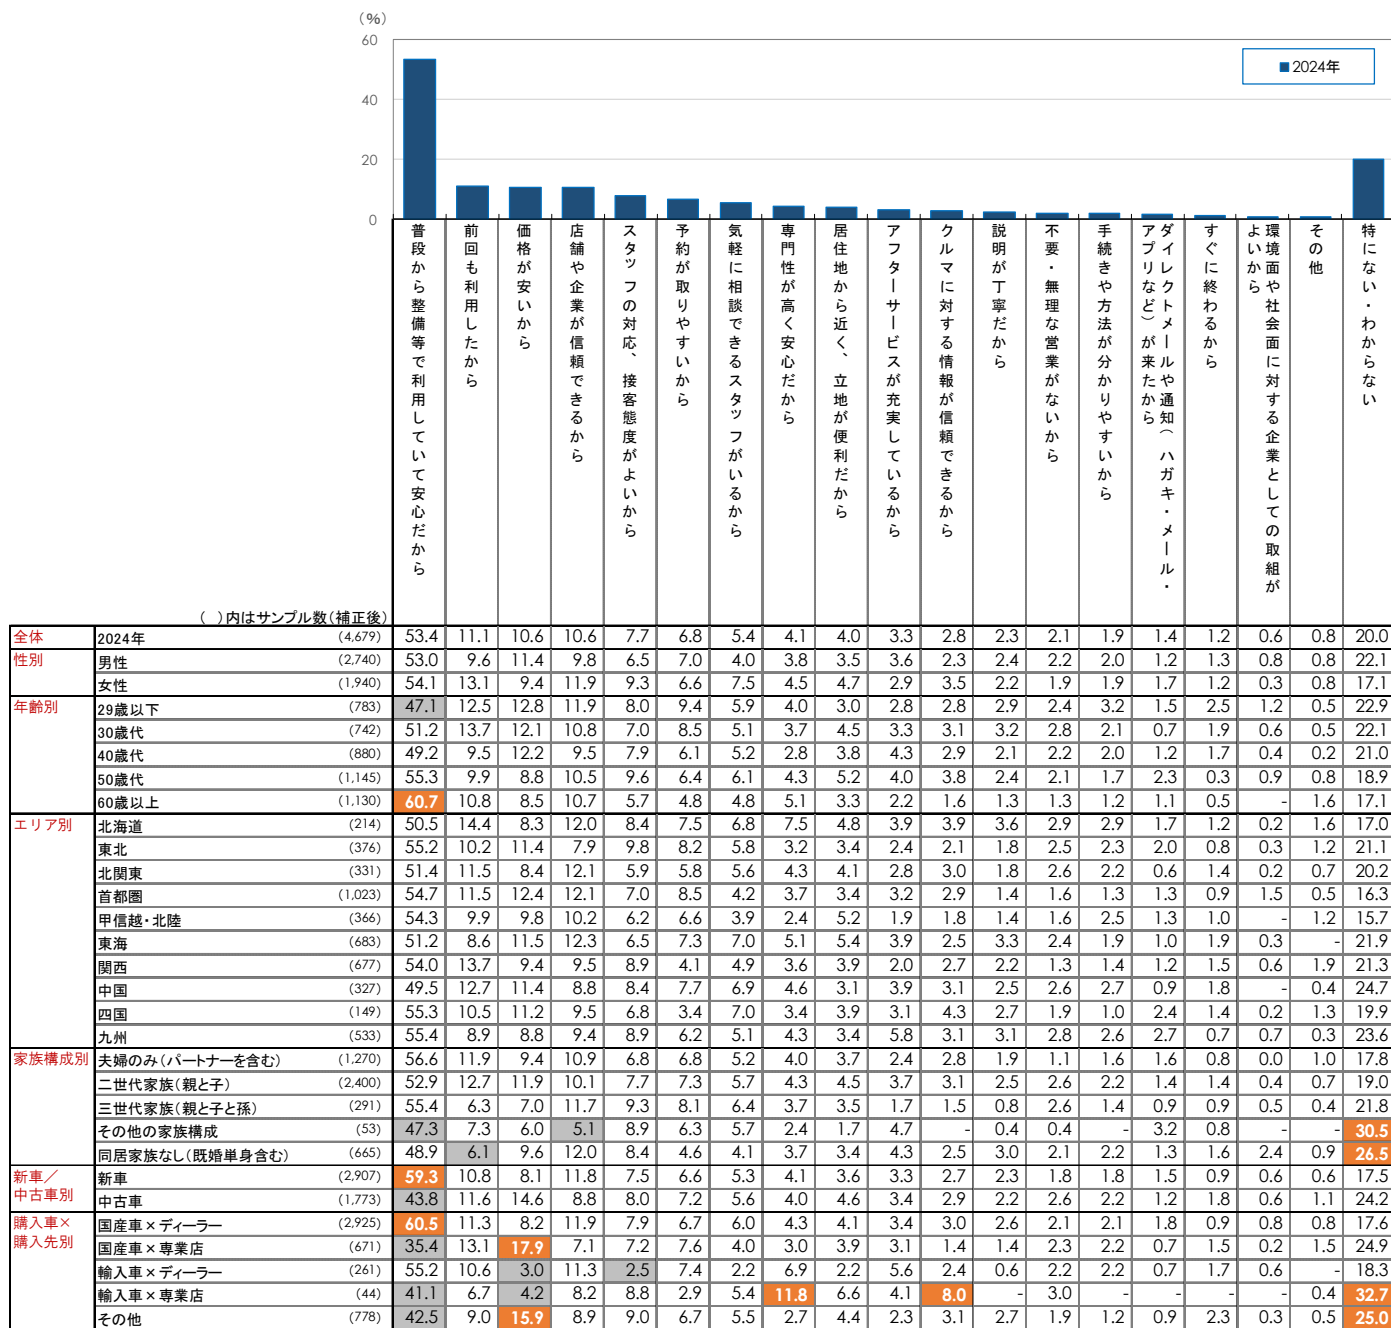 （%）
60
40
20
0
2024年
普段から整備等で利用していて安心だから
前回も利用したから
価格が安いから
店舗や企業が信頼できるから
スタッフの対応、接客態度がよいから
予約が取りやすいから
気軽に相談できるスタッフがいるから
専門性が高く安心だから
居住地から近く、立地が便利だから
アフターサービスが充実しているから
クルマに対する情報が信頼できるから
説明が丁寧だから
不要・無理な営業がないから
手続きや方法が分かりやすいから
ダイレクトメールや通知（ハガキ・メール・
アプリなど）が来たから
すぐに終わるから
環境面や社会面に対する企業としての取組が
よいから
その他
特にない・わからない
（ ）内はサンプル数（補正後）
全体 2024年 (4,679) 53.4 11.1 10.6 10.6 7.7 6.8 5.4 4.1 4.0 3.3 2.8 2.3 2.1 1.9 1.4 1.2 0.6 0.8 20.0
性別 男性 (2,740) 53.0 9.6 11.4 9.8 6.5 7.0 4.0 3.8 3.5 3.6 2.3 2.4 2.2 2.0 1.2 1.3 0.8 0.8 22.1
女性 (1,940) 54.1 13.1 9.4 11.9 9.3 6.6 7.5 4.5 4.7 2.9 3.5 2.2 1.9 1.9 1.7 1.2 0.3 0.8 17.1
年齢別 29歳以下 (783) 47.1 12.5 12.8 11.9 8.0 9.4 5.9 4.0 3.0 2.8 2.8 2.9 2.4 3.2 1.5 2.5 1.2 0.5 22.9
30歳代 (742) 51.2 13.7 12.1 10.8 7.0 8.5 5.1 3.7 4.5 3.3 3.1 3.2 2.8 2.1 0.7 1.9 0.6 0.5 22.1
40歳代 (880) 49.2 9.5 12.2 9.5 7.9 6.1 5.2 2.8 3.8 4.3 2.9 2.1 2.2 2.0 1.2 1.7 0.4 0.2 21.0
50歳代 (1,145) 55.3 9.9 8.8 10.5 9.6 6.4 6.1 4.3 5.2 4.0 3.8 2.4 2.1 1.7 2.3 0.3 0.9 0.8 18.9
60歳以上 (1,130) 60.7 10.8 8.5 10.7 5.7 4.8 4.8 5.1 3.3 2.2 1.6 1.3 1.3 1.2 1.1 0.5 - 1.6 17.1
エリア別 北海道 (214) 50.5 14.4 8.3 12.0 8.4 7.5 6.8 7.5 4.8 3.9 3.9 3.6 2.9 2.9 1.7 1.2 0.2 1.6 17.0
東北 (376) 55.2 10.2 11.4 7.9 9.8 8.2 5.8 3.2 3.4 2.4 2.1 1.8 2.5 2.3 2.0 0.8 0.3 1.2 21.1
北関東 (331) 51.4 11.5 8.4 12.1 5.9 5.8 5.6 4.3 4.1 2.8 3.0 1.8 2.6 2.2 0.6 1.4 0.2 0.7 20.2
首都圏 (1,023) 54.7 11.5 12.4 12.1 7.0 8.5 4.2 3.7 3.4 3.2 2.9 1.4 1.6 1.3 1.3 0.9 1.5 0.5 16.3
甲信越・北陸 (366) 54.3 9.9 9.8 10.2 6.2 6.6 3.9 2.4 5.2 1.9 1.8 1.4 1.6 2.5 1.3 1.0 - 1.2 15.7
東海 (683) 51.2 8.6 11.5 12.3 6.5 7.3 7.0 5.1 5.4 3.9 2.5 3.3 2.4 1.9 1.0 1.9 0.3 - 21.9
関西 (677) 54.0 13.7 9.4 9.5 8.9 4.1 4.9 3.6 3.9 2.0 2.7 2.2 1.3 1.4 1.2 1.5 0.6 1.9 21.3
中国 (327) 49.5 12.7 11.4 8.8 8.4 7.7 6.9 4.6 3.1 3.9 3.1 2.5 2.6 2.7 0.9 1.8 - 0.4 24.7
四国 (149) 55.3 10.5 11.2 9.5 6.8 3.4 7.0 3.4 3.9 3.1 4.3 2.7 1.9 1.0 2.4 1.4 0.2 1.3 19.9
九州 (533) 55.4 8.9 8.8 9.4 8.9 6.2 5.1 4.3 3.4 5.8 3.1 3.1 2.8 2.6 2.7 0.7 0.7 0.3 23.6
家族構成別 夫婦のみ（パートナーを含む） (1,270) 56.6 11.9 9.4 10.9 6.8 6.8 5.2 4.0 3.7 2.4 2.8 1.9 1.1 1.6 1.6 0.8 0.0 1.0 17.8
二世代家族（親と子） (2,400) 52.9 12.7 11.9 10.1 7.7 7.3 5.7 4.3 4.5 3.7 3.1 2.5 2.6 2.2 1.4 1.4 0.4 0.7 19.0
三世代家族（親と子と孫） (291) 55.4 6.3 7.0 11.7 9.3 8.1 6.4 3.7 3.5 1.7 1.5 0.8 2.6 1.4 0.9 0.9 0.5 0.4 21.8
その他の家族構成 (53) 47.3 7.3 6.0 5.1 8.9 6.3 5.7 2.4 1.7 4.7 - 0.4 0.4 - 3.2 0.8 - - 30.5
同居家族なし（既婚単身含む） (665) 48.9 6.1 9.6 12.0 8.4 4.6 4.1 3.7 3.4 4.3 2.5 3.0 2.1 2.2 1.3 1.6 2.4 0.9 26.5
新車／ 新車 (2,907) 59.3 10.8 8.1 11.8 7.5 6.6 5.3 4.1 3.6 3.3 2.7 2.3 1.8 1.8 1.5 0.9 0.6 0.6 17.5
中古車別 中古車 (1,773) 43.8 11.6 14.6 8.8 8.0 7.2 5.6 4.0 4.6 3.4 2.9 2.2 2.6 2.2 1.2 1.8 0.6 1.1 24.2
購入車× 国産車×ディーラー (2,925) 60.5 11.3 8.2 11.9 7.9 6.7 6.0 4.3 4.1 3.4 3.0 2.6 2.1 2.1 1.8 0.9 0.8 0.8 17.6
購入先別 国産車×専業店 (671) 35.4 13.1 17.9 7.1 7.2 7.6 4.0 3.0 3.9 3.1 1.4 1.4 2.3 2.2 0.7 1.5 0.2 1.5 24.9
輸入車×ディーラー (261) 55.2 10.6 3.0 11.3 2.5 7.4 2.2 6.9 2.2 5.6 2.4 0.6 2.2 2.2 0.7 1.7 0.6 - 18.3
輸入車×専業店 (44) 41.1 6.7 4.2 8.2 8.8 2.9 5.4 11.8 6.6 4.1 8.0 - 3.0 - - - - 0.4 32.7
その他 (778) 42.5 9.0 15.9 8.9 9.0 6.7 5.5 2.7 4.4 2.3 3.1 2.7 1.9 1.2 0.9 2.3 0.3 0.5 25.0